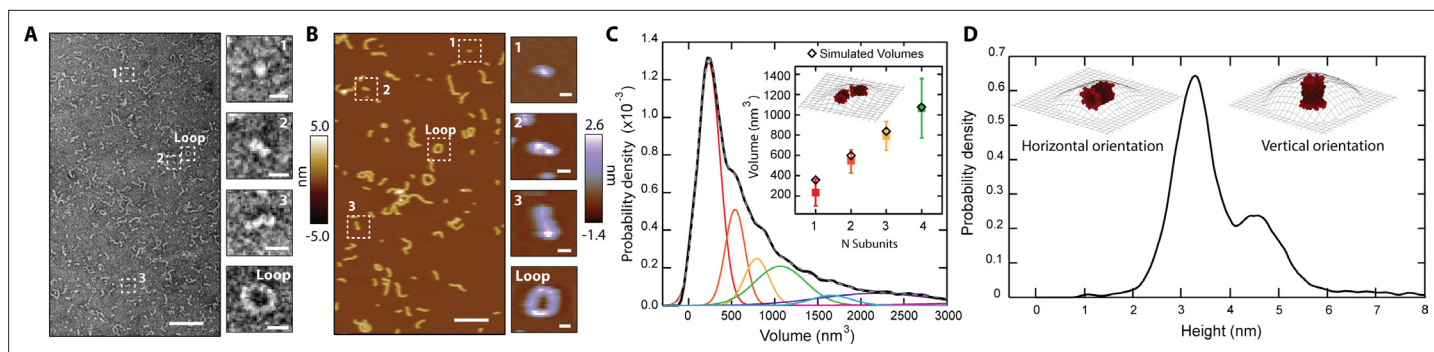 A
1
2
Loop
3
1
2
3
Loop
B
5.0
nm
-5.0
1
2
Loop
3
1
2
3
Loop
2.6
nm
-1.4
C
Probability density (x10⁻³)
1.4
1.2
1.0
0.8
0.6
0.4
0.2
0.0
0 500 1000 1500 2000 2500 3000
Volume (nm³)
Simulated Volumes
Volume (nm³)
1400
1200
1000
800
600
400
200
1 2 3 4
N Subunits
D
Probability density
0.7
0.6
0.5
0.4
0.3
0.2
0.1
0
Horizontal orientation
Vertical orientation
0 1 2 3 4 5 6 7 8
Height (nm)